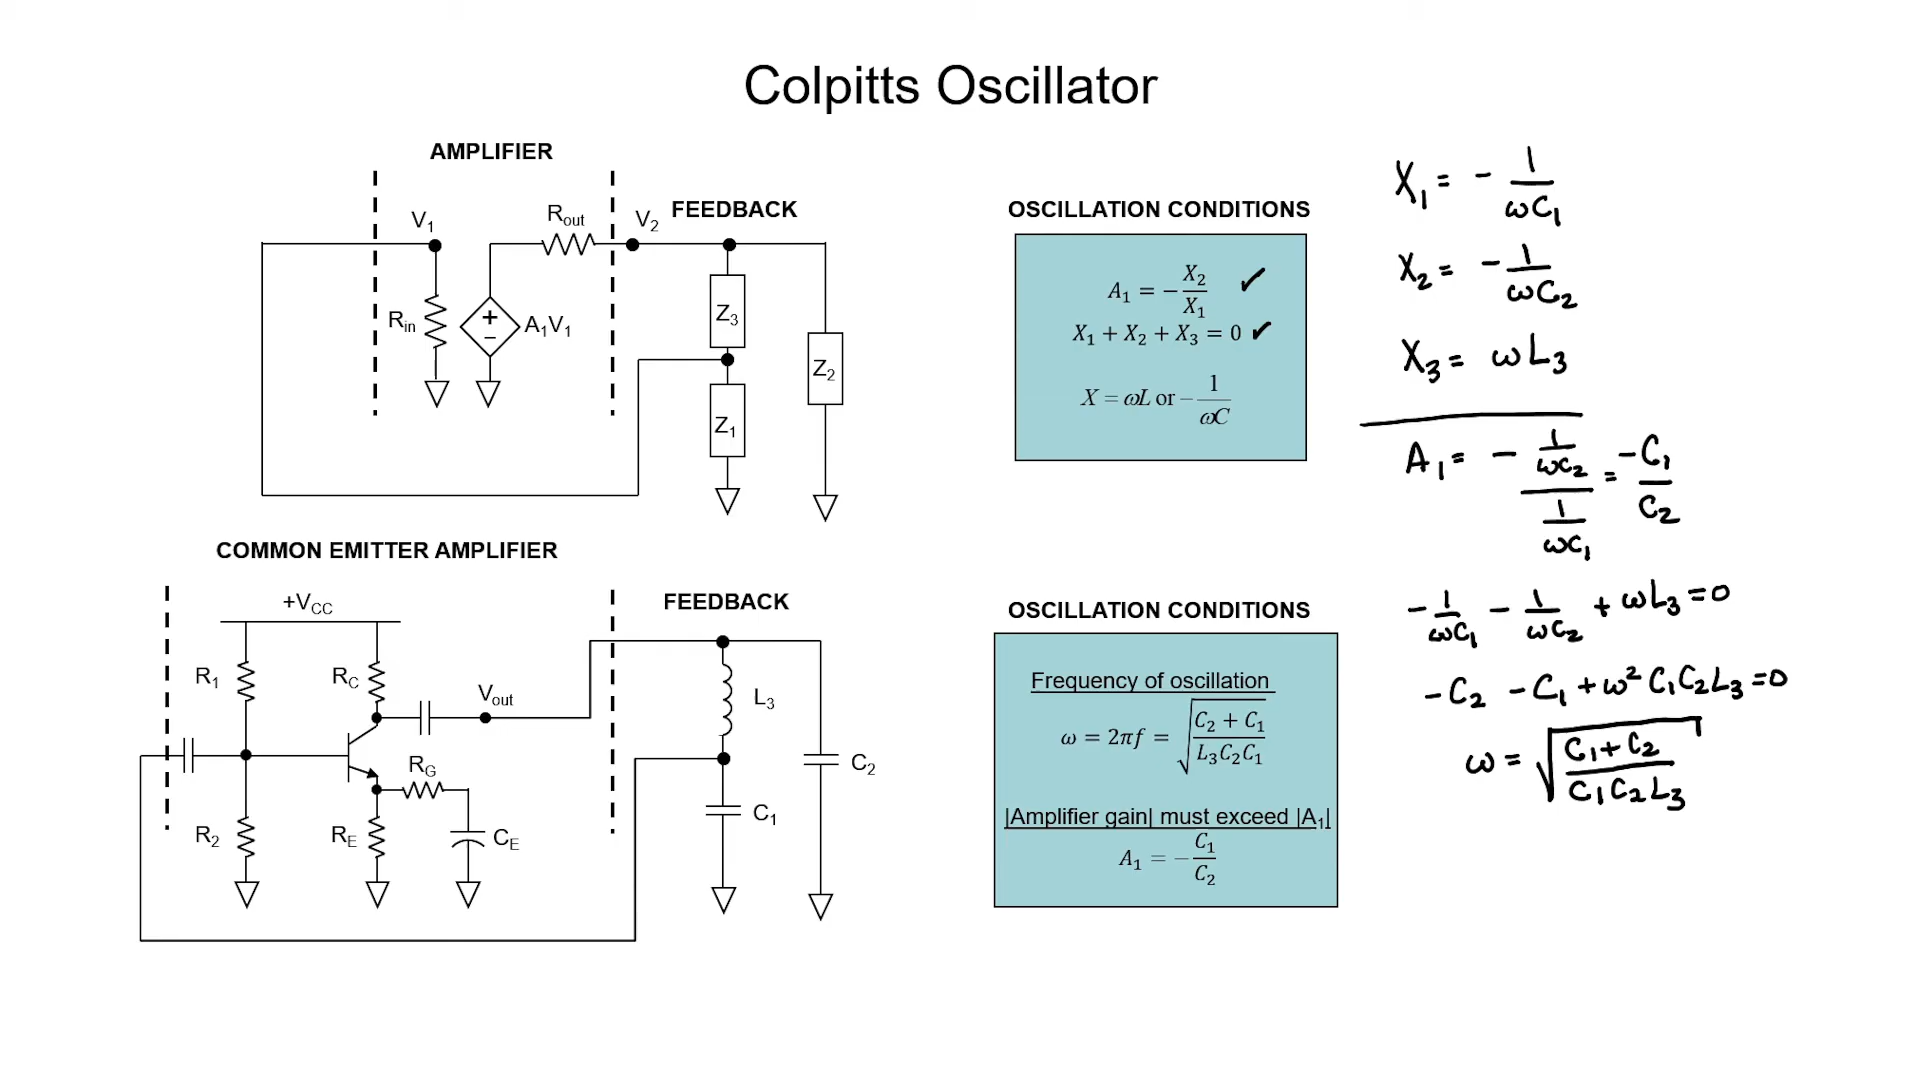 Colpitts Oscillator
AMPLIFIER
V1
Rout
V2
FEEDBACK
Rin
+
−
A1V1
Z3
Z2
Z1
OSCILLATION CONDITIONS
A1 = −X2/X1 ✓
X1 + X2 + X3 = 0 ✓
X = ωL or −1/ωC
X1 = −1/ωC1
X2 = −1/ωC2
X3 = ωL3
A1 = −(1/ωC2)/(1/ωC1) = −C1/C2
−1/ωC1 − 1/ωC2 + ωL3 = 0
−C2 − C1 + ω²C1C2L3 = 0
ω = √((C1+C2)/(C1C2L3))
COMMON EMITTER AMPLIFIER
+VCC
R1
RC
Vout
RG
R2
RE
CE
FEEDBACK
L3
C2
C1
OSCILLATION CONDITIONS
Frequency of oscillation
ω = 2πf = √((C2 + C1)/(L3C2C1))
|Amplifier gain| must exceed |A1|
A1 = −C1/C2